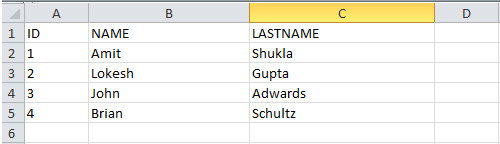 A B C D
1 ID NAME LASTNAME
2 1 Amit Shukla
3 2 Lokesh Gupta
4 3 John Adwards
5 4 Brian Schultz
6